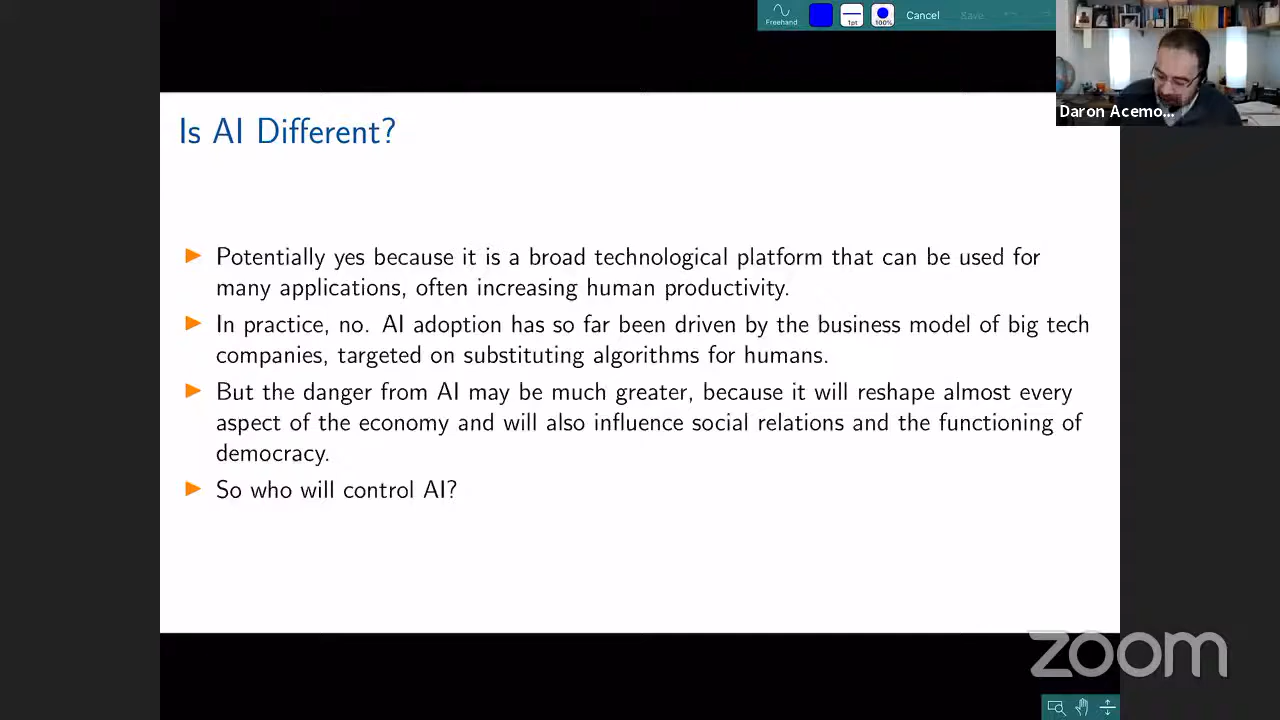 Freehand
1pt
100%
Cancel
Save
Daron Acemo...
Is AI Different?
Potentially yes because it is a broad technological platform that can be used for
many applications, often increasing human productivity.
In practice, no. AI adoption has so far been driven by the business model of big tech
companies, targeted on substituting algorithms for humans.
But the danger from AI may be much greater, because it will reshape almost every
aspect of the economy and will also influence social relations and the functioning of
democracy.
So who will control AI?
zoom